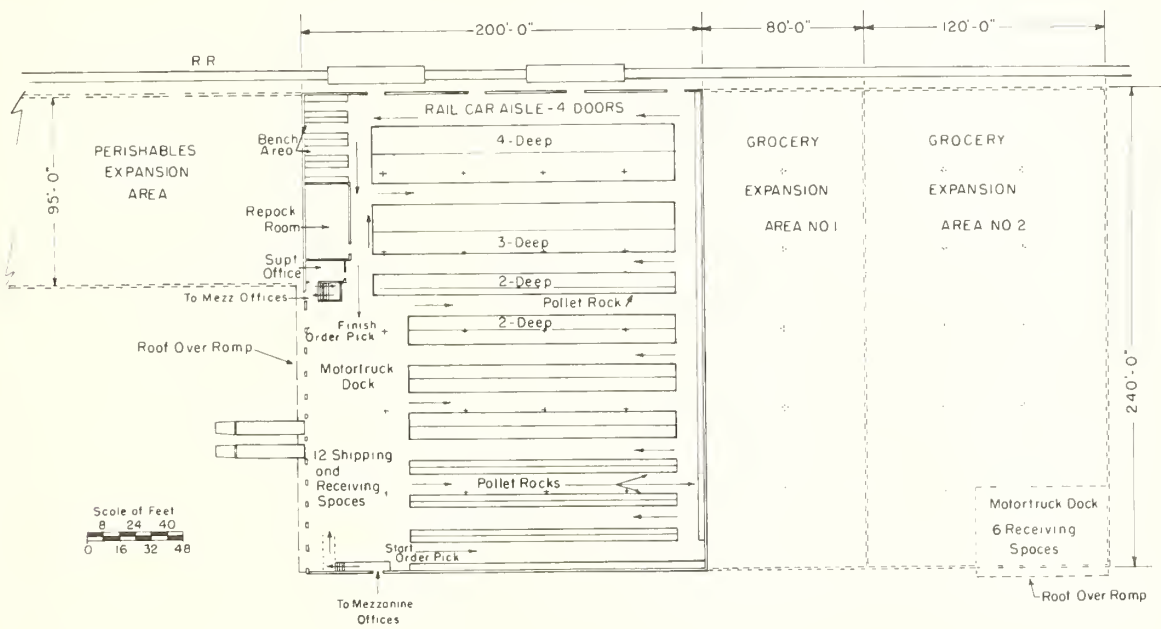 200'-0"
80'-0"
120'-0"
R R
RAIL CAR AISLE - 4 DOORS
Bench
Area
4-Deep
GROCERY
EXPANSION
AREA NO 1
GROCERY
EXPANSION
AREA NO 2
PERISHABLES
EXPANSION
AREA
95'-0"
Repack
Room
3-Deep
Supt
Office
2-Deep
To Mezz Offices
Pallet Rack
2-Deep
Finish
Order Pick
Roof Over Ramp
Motortruck
Dock
240'-0"
12 Shipping
and
Receiving
Spaces
Pallet Racks
Scale of Feet
8 24 40
0 16 32 48
Start
Order Pick
Motortruck Dock
6 Receiving
Spaces
Roof Over Ramp
To Mezzanine
Offices